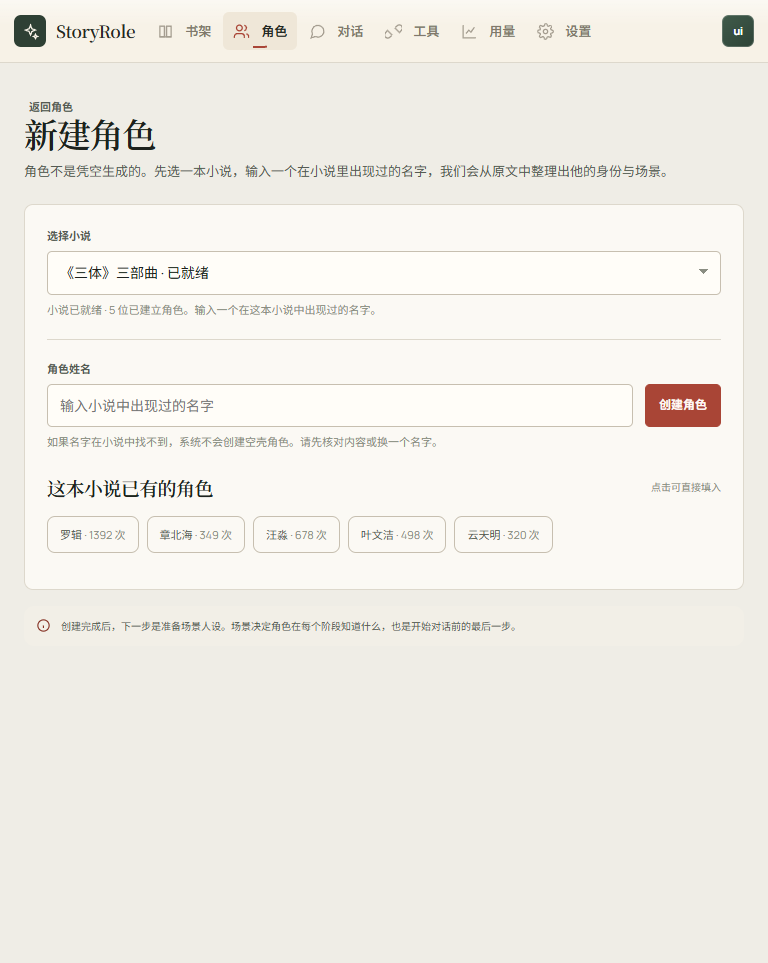 StoryRole 书架 角色 对话 工具 用量 设置 ui
返回角色
新建角色
角色不是凭空生成的。先选一本小说，输入一个在小说里出现过的名字，我们会从原文中整理出他的身份与场景。
选择小说
《三体》三部曲 · 已就绪
小说已就绪 · 5 位已建立角色。输入一个在这本小说中出现过的名字。
角色姓名
输入小说中出现过的名字 创建角色
如果名字在小说中找不到，系统不会创建空壳角色。请先核对内容或换一个名字。
这本小说已有的角色 点击可直接填入
罗辑 · 1392 次 章北海 · 349 次 汪淼 · 678 次 叶文洁 · 498 次 云天明 · 320 次
创建完成后，下一步是准备场景人设。场景决定角色在每个阶段知道什么，也是开始对话前的最后一步。